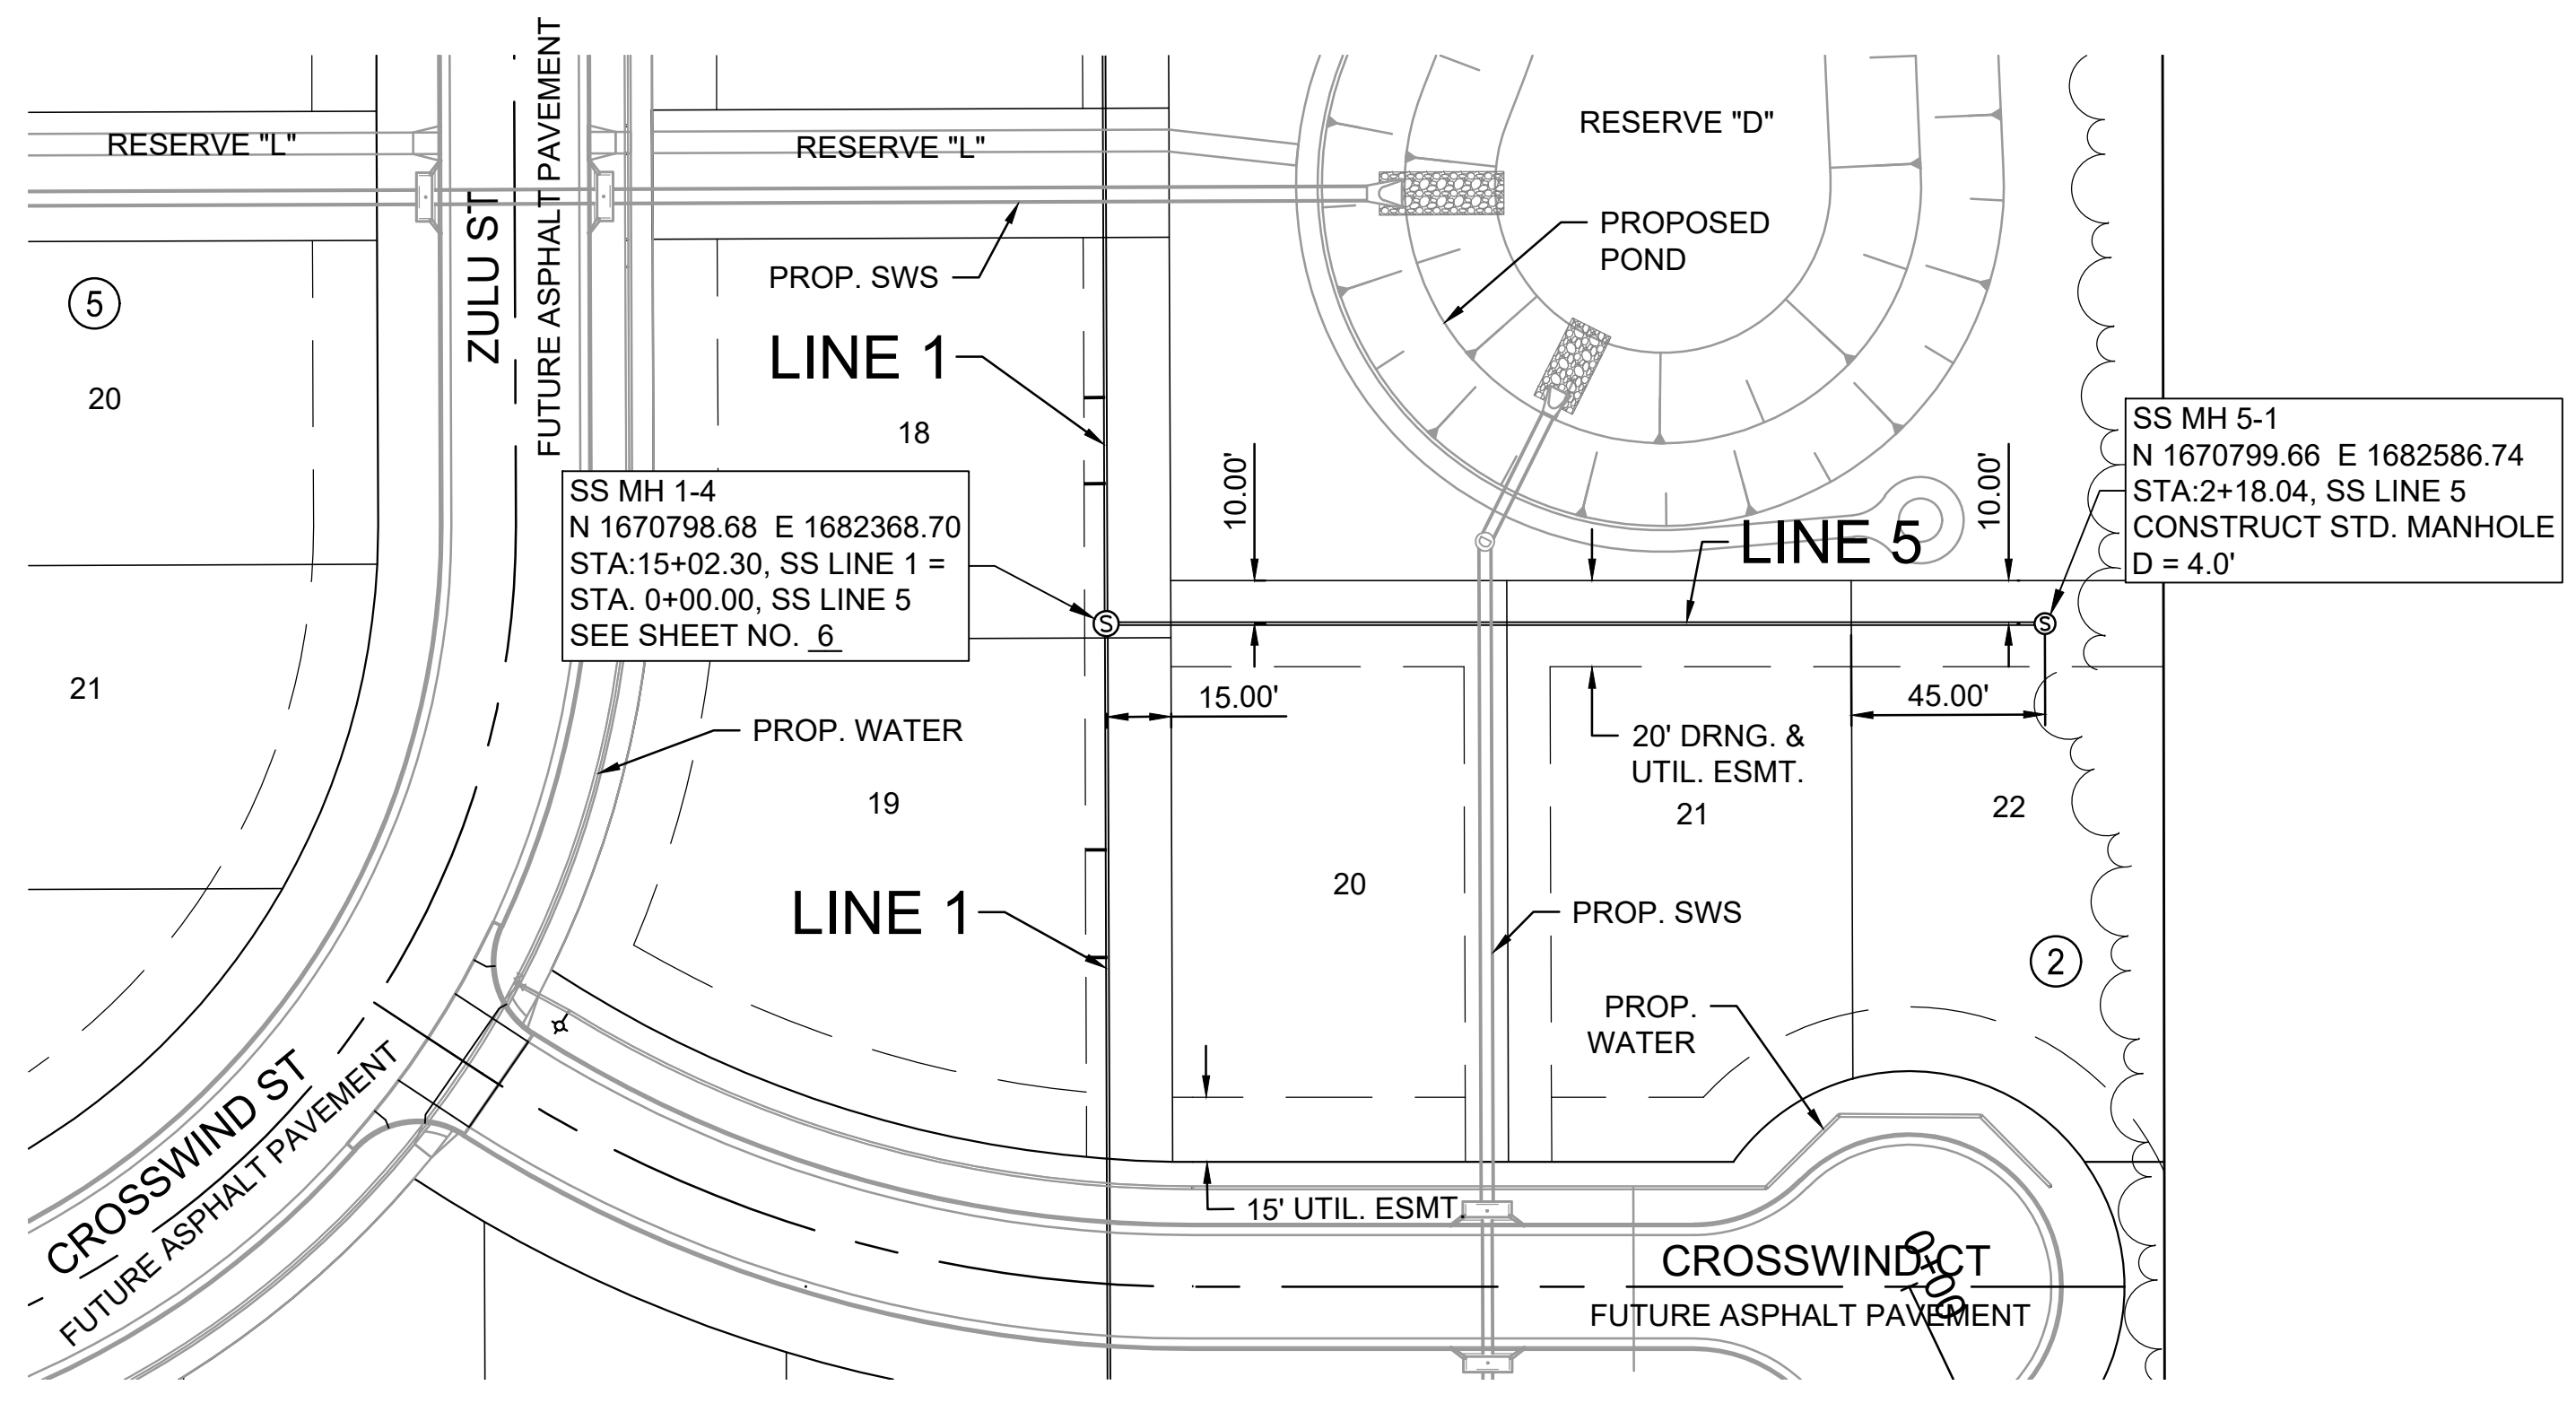 RESERVE "L"
ZULU ST
FUTURE ASPHALT PAVEMENT
RESERVE "L"
RESERVE "D"
PROPOSED
POND
PROP. SWS
5
20
LINE 1
18
SS MH 1-4
N 1670798.68 E 1682368.70
STA:15+02.30, SS LINE 1 =
STA. 0+00.00, SS LINE 5
SEE SHEET NO. 6
10.00'
LINE 5
10.00'
SS MH 5-1
N 1670799.66 E 1682586.74
STA:2+18.04, SS LINE 5
CONSTRUCT STD. MANHOLE
D = 4.0'
S
S
21
15.00'
45.00'
PROP. WATER
20' DRNG. &
UTIL. ESMT.
19
21
22
20
LINE 1
PROP. SWS
2
PROP.
WATER
CROSSWIND ST
FUTURE ASPHALT PAVEMENT
15' UTIL. ESMT.
CROSSWIND CT
0+00
FUTURE ASPHALT PAVEMENT